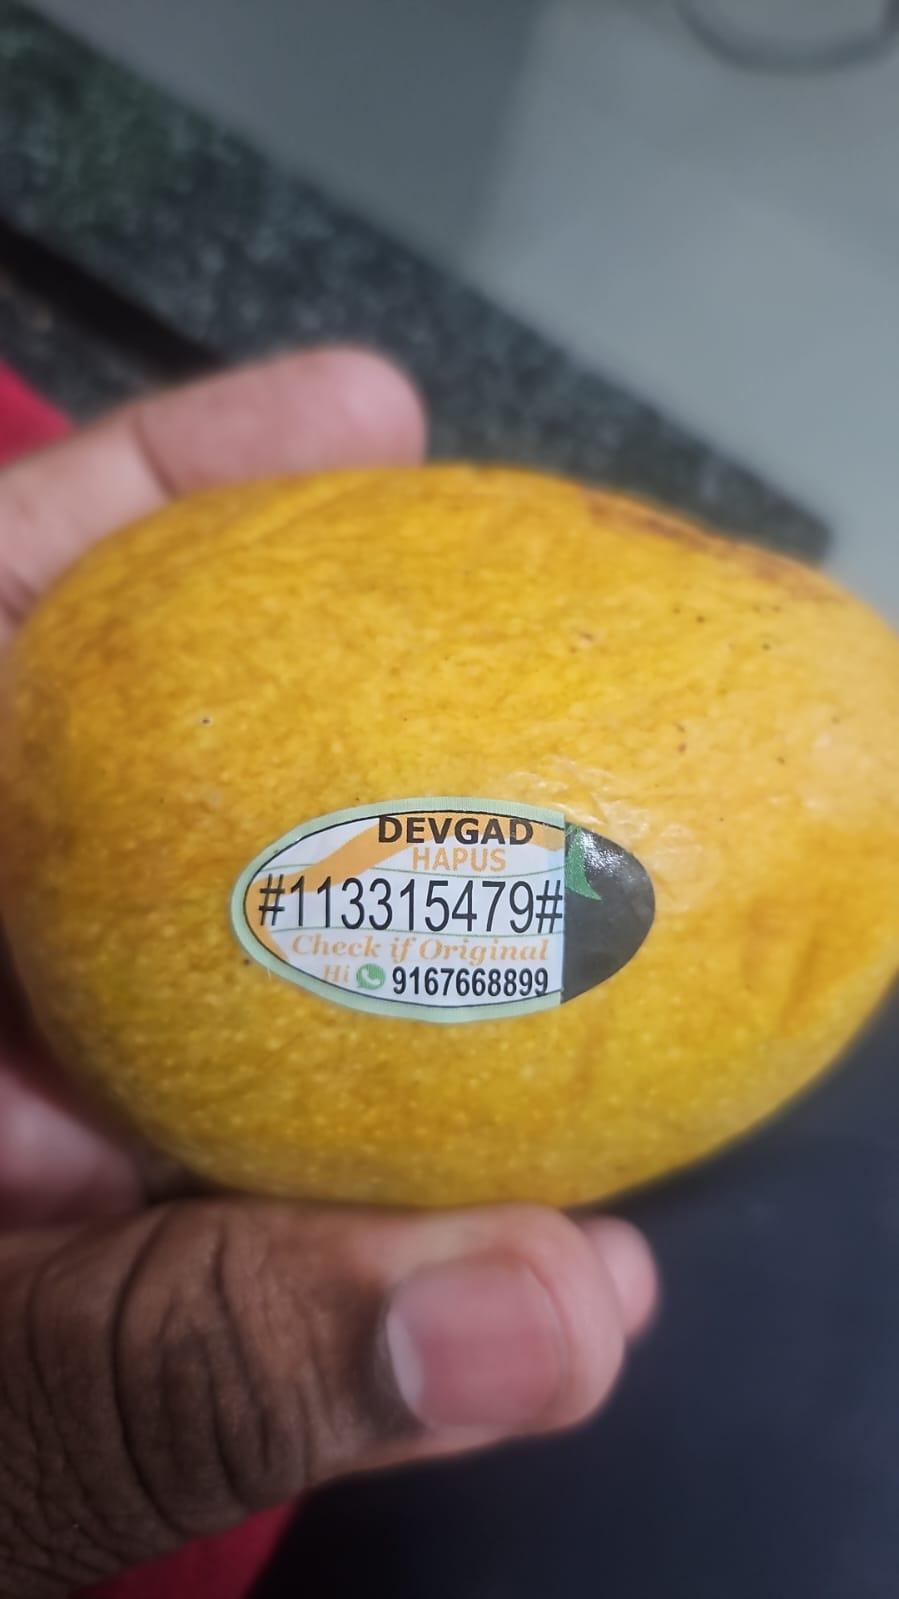 DEVGAD
HAPUS
#113315479#
Check if Original
Hi 9167668899